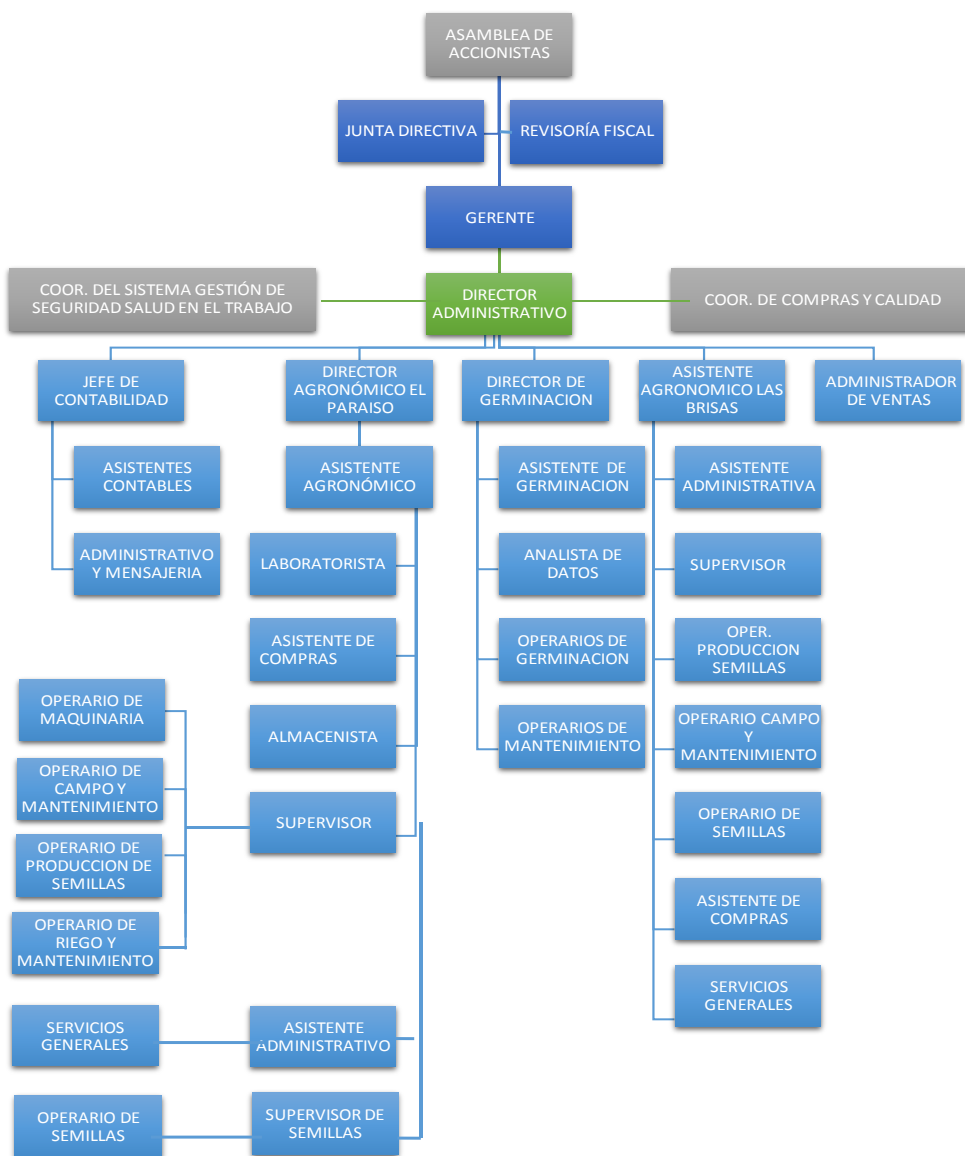 ASAMBLEA DE
ACCIONISTAS
JUNTA DIRECTIVA
REVISORÍA FISCAL
GERENTE
COOR. DEL SISTEMA GESTIÓN DE
SEGURIDAD SALUD EN EL TRABAJO
DIRECTOR
ADMINISTRATIVO
COOR. DE COMPRAS Y CALIDAD
JEFE DE
CONTABILIDAD
DIRECTOR
AGRONÓMICO EL
PARAISO
DIRECTOR DE
GERMINACION
ASISTENTE
AGRONOMICO LAS
BRISAS
ADMINISTRADOR
DE VENTAS
ASISTENTES
CONTABLES
ADMINISTRATIVO
Y MENSAJERIA
ASISTENTE
AGRONÓMICO
LABORATORISTA
ASISTENTE DE
COMPRAS
ALMACENISTA
SUPERVISOR
OPERARIO DE
MAQUINARIA
OPERARIO DE
CAMPO Y
MANTENIMIENTO
OPERARIO DE
PRODUCCION DE
SEMILLAS
OPERARIO DE
RIEGO Y
MANTENIMIENTO
SERVICIOS
GENERALES
ASISTENTE
ADMINISTRATIVO
OPERARIO DE
SEMILLAS
SUPERVISOR DE
SEMILLAS
ASISTENTE DE
GERMINACION
ANALISTA DE
DATOS
OPERARIOS DE
GERMINACION
OPERARIOS DE
MANTENIMIENTO
ASISTENTE
ADMINISTRATIVA
SUPERVISOR
OPER.
PRODUCCION
SEMILLAS
OPERARIO CAMPO
Y
MANTENIMIENTO
OPERARIO DE
SEMILLAS
ASISTENTE DE
COMPRAS
SERVICIOS
GENERALES